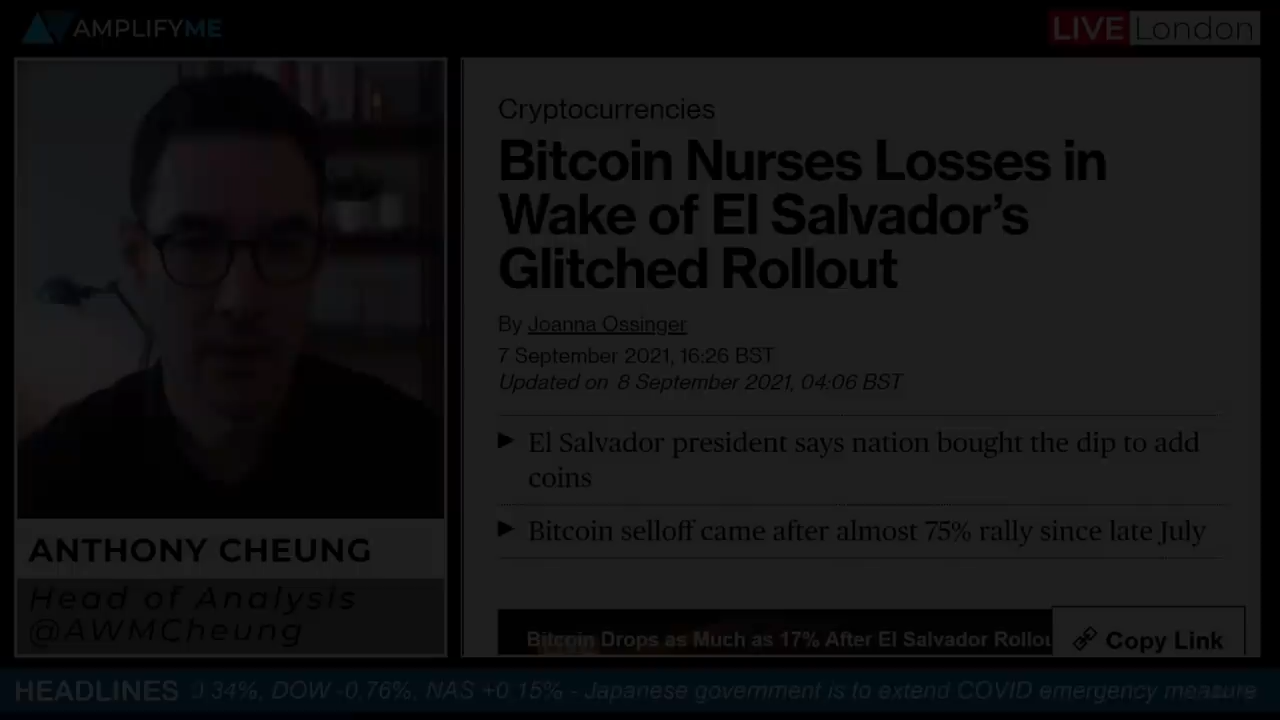 AMPLIFYME
LIVE London
Cryptocurrencies
Bitcoin Nurses Losses in
Wake of El Salvador's
Glitched Rollout
By Joanna Ossinger
7 September 2021, 16:26 BST
Updated on 8 September 2021, 04:06 BST
▶ El Salvador president says nation bought the dip to add
coins
▶ Bitcoin selloff came after almost 75% rally since late July
Bitcoin Drops as Much as 17% After El Salvador
Copy Link
ANTHONY CHEUNG
Head of Analysis
@AWMCheung
HEADLINES 34%, DOW -0.76%, NAS +0.15% - Japanese government is to extend COVID emergency measure